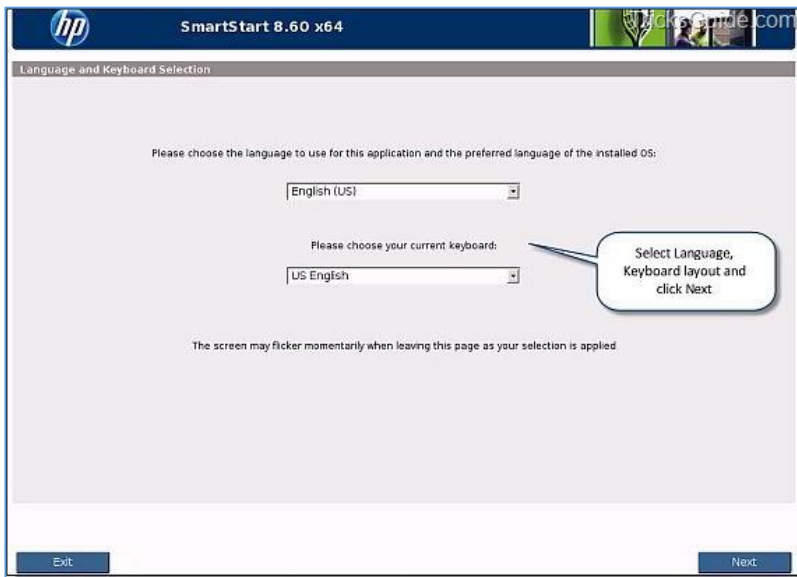 hp
SmartStart 8.60 x64
TricksGuide.com
Language and Keyboard Selection
Please choose the language to use for this application and the preferred language of the installed OS:
English (US)
Please choose your current keyboard:
US English
Select Language,
Keyboard layout and
click Next
The screen may flicker momentarily when leaving this page as your selection is applied
Exit
Next